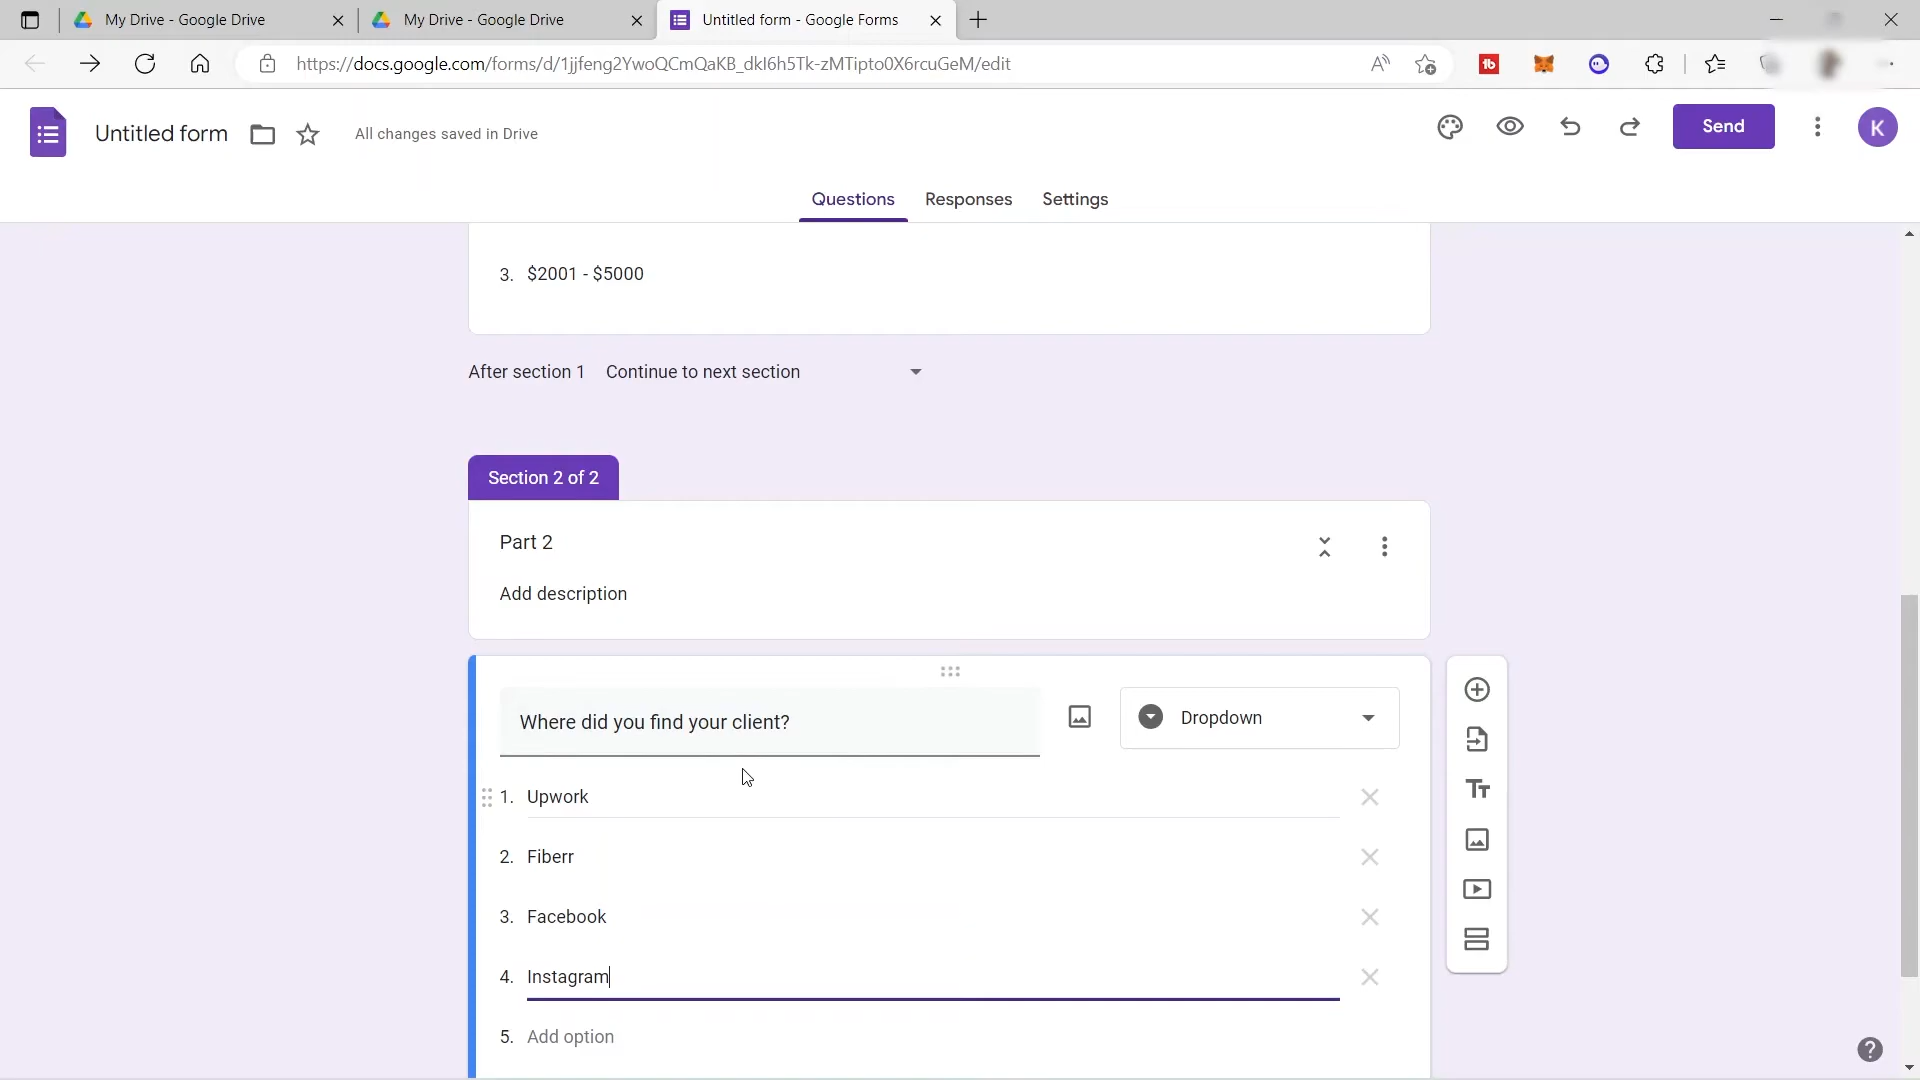 My Drive - Google Drive
My Drive - Google Drive
Untitled form - Google Forms
https://docs.google.com/forms/d/1jjfeng2YwoQCmQaKB_dkI6h5Tk-zMTipto0X6rcuGeM/edit
Untitled form
All changes saved in Drive
Send
K
Questions
Responses
Settings
3. $2001 - $5000
After section 1 Continue to next section
Section 2 of 2
Part 2
Add description
Where did you find your client?
Dropdown
1. Upwork
2. Fiberr
3. Facebook
4. Instagram
5. Add option